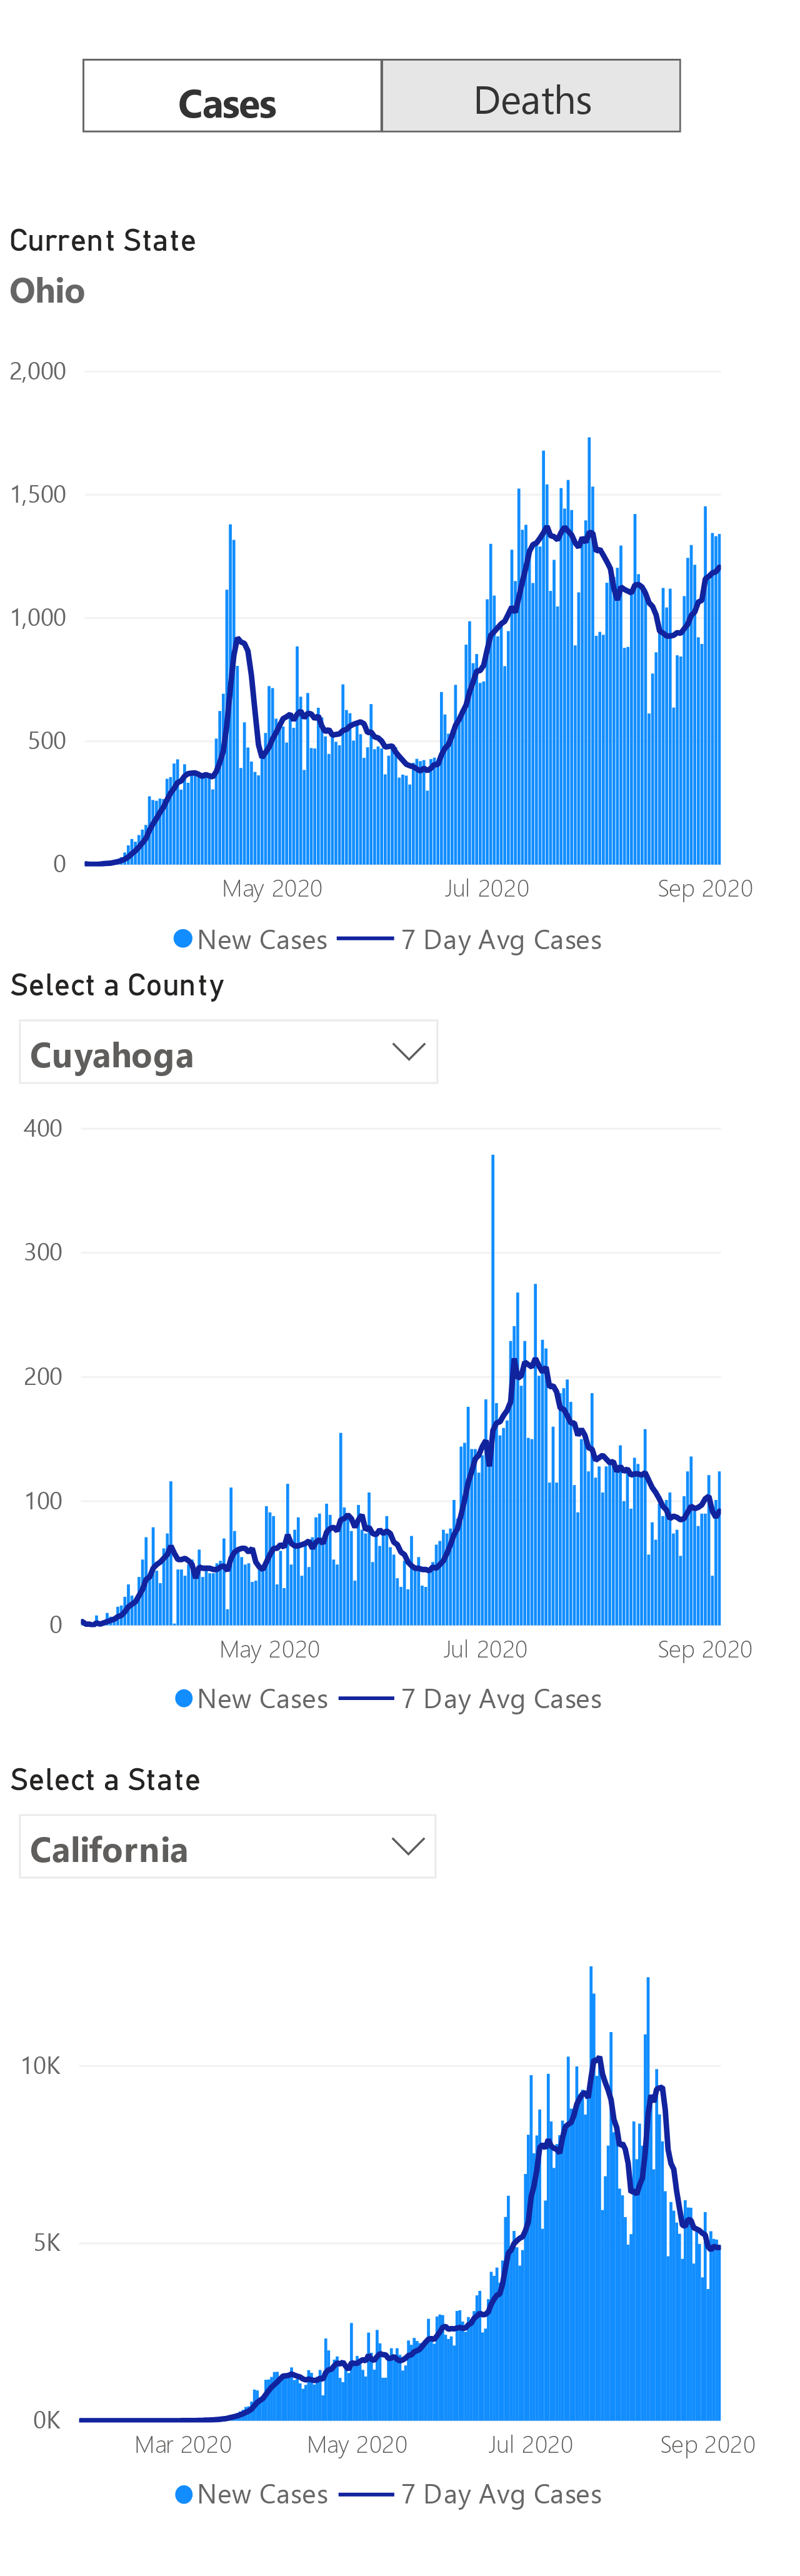 Cases Deaths
Current State
Ohio
2,000
1,500
1,000
500
0
May 2020 Jul 2020 Sep 2020
New Cases 7 Day Avg Cases
Select a County
Cuyahoga
400
300
200
100
0
May 2020 Jul 2020 Sep 2020
New Cases 7 Day Avg Cases
Select a State
California
10K
5K
0K
Mar 2020 May 2020 Jul 2020 Sep 2020
New Cases 7 Day Avg Cases